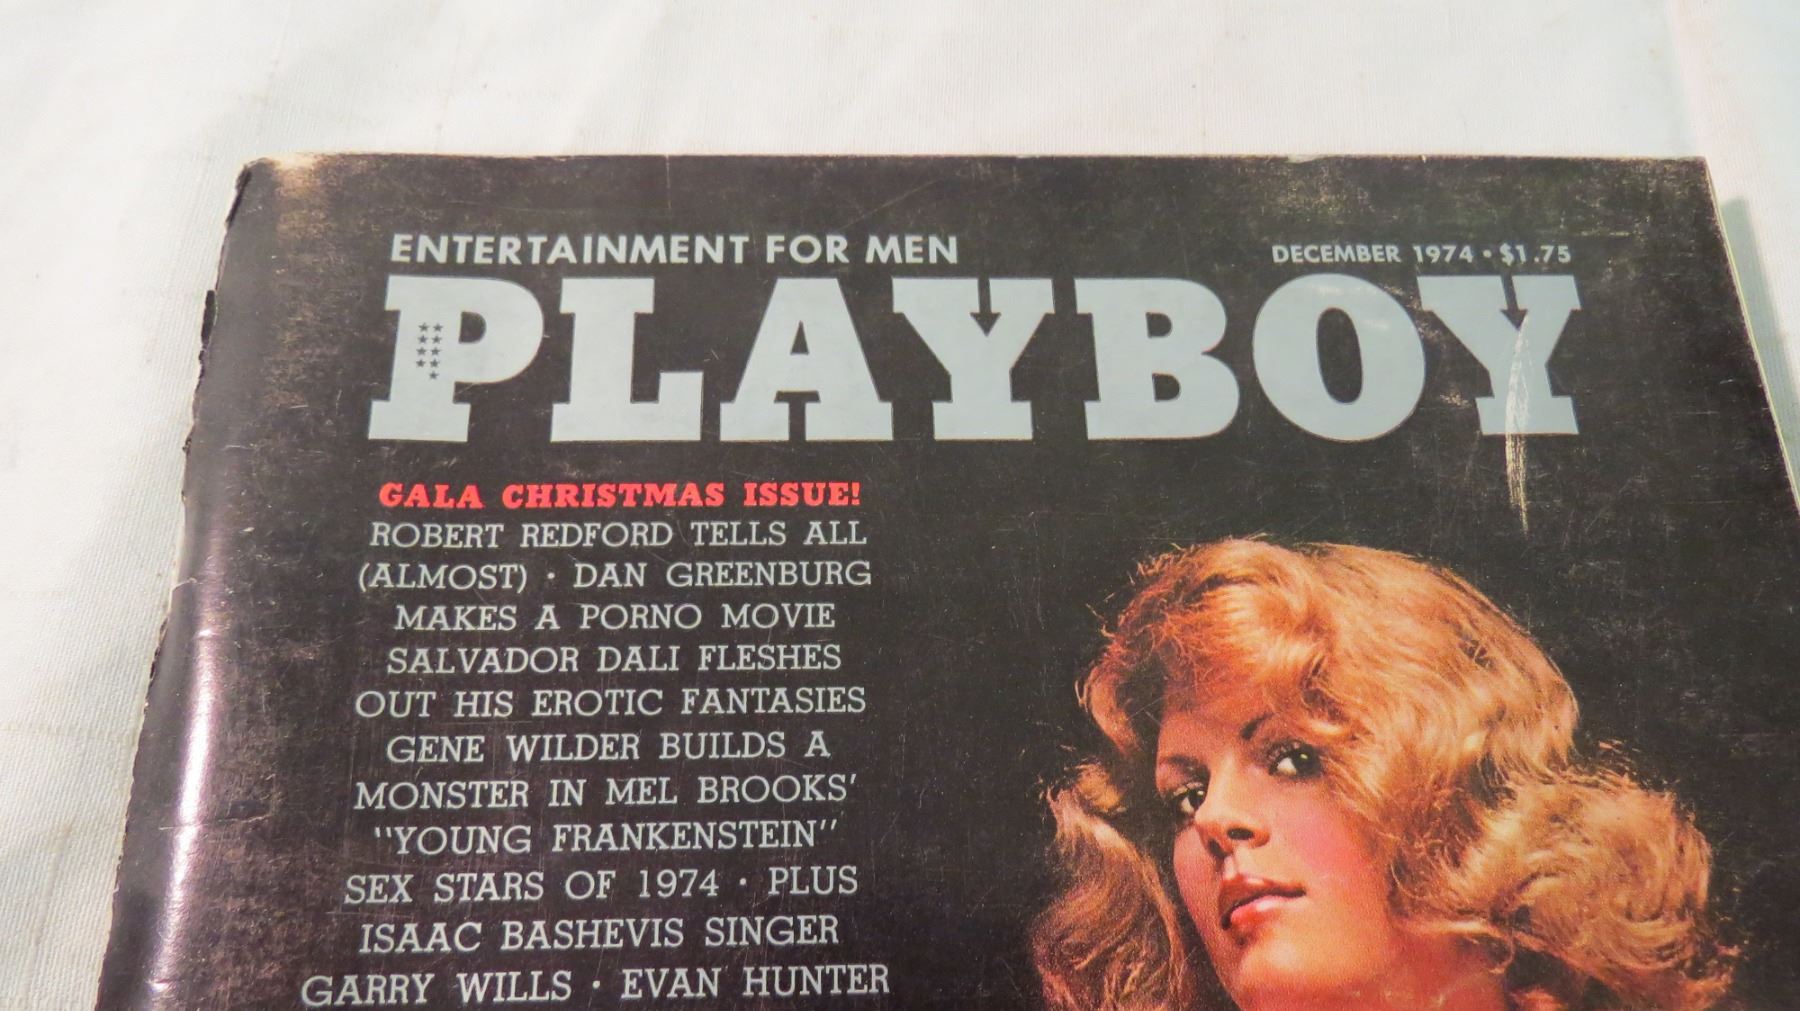 ENTERTAINMENT FOR MEN
DECEMBER 1974 · $1.75
PLAYBOY
GALA CHRISTMAS ISSUE!
ROBERT REDFORD TELLS ALL
(ALMOST) · DAN GREENBURG
MAKES A PORNO MOVIE
SALVADOR DALI FLESHES
OUT HIS EROTIC FANTASIES
GENE WILDER BUILDS A
MONSTER IN MEL BROOKS'
"YOUNG FRANKENSTEIN"
SEX STARS OF 1974 · PLUS
ISAAC BASHEVIS SINGER
GARRY WILLS · EVAN HUNTER